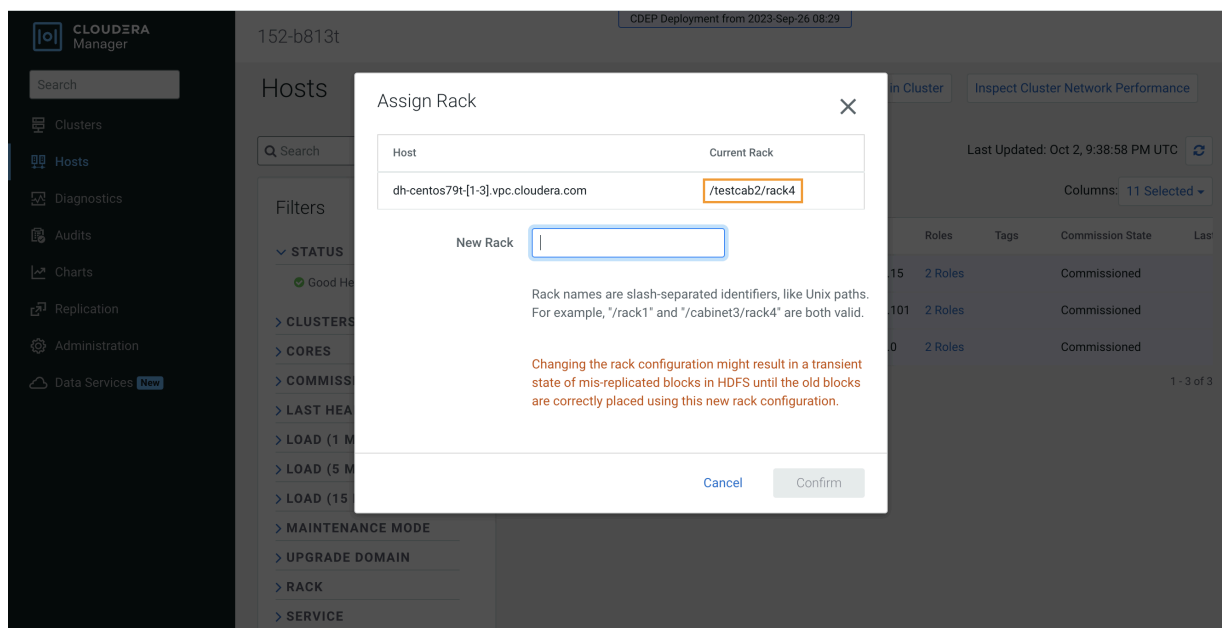 CLOUDERA
Manager
Search
Clusters
Hosts
Diagnostics
Audits
Charts
Replication
Administration
Data Services New
CDEP Deployment from 2023-Sep-26 08:29
152-b813t
Hosts
in Cluster
Inspect Cluster Network Performance
Search
Last Updated: Oct 2, 9:38:58 PM UTC
Columns: 11 Selected
Filters
STATUS
Good He
CLUSTERS
CORES
COMMISSI
LAST HEA
LOAD (1 M
LOAD (5 M
LOAD (15
MAINTENANCE MODE
UPGRADE DOMAIN
RACK
SERVICE
Roles Tags Commission State Las
.15 2 Roles Commissioned
.101 2 Roles Commissioned
.0 2 Roles Commissioned
1 - 3 of 3
Assign Rack
Host Current Rack
dh-centos79t-[1-3].vpc.cloudera.com /testcab2/rack4
New Rack
Rack names are slash-separated identifiers, like Unix paths.
For example, "/rack1" and "/cabinet3/rack4" are both valid.
Changing the rack configuration might result in a transient
state of mis-replicated blocks in HDFS until the old blocks
are correctly placed using this new rack configuration.
Cancel Confirm